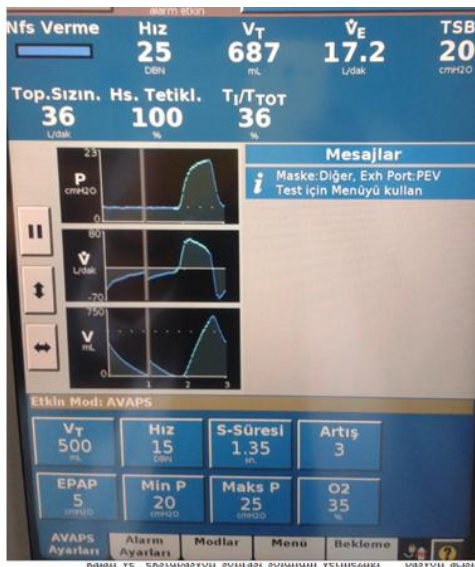 alarm etkin
Nfs Verme Hız VT V̇E TSB
25 687 17.2 20
DBN mL L/dak cmH2O
Top.Sızın. Hs. Tetikl. TI/TTOT
36 100 36
L/dak % %
Mesajlar
i Maske:Diğer, Exh Port:PEV
Test için Menüyü kullan
23
P
cmH2O
0
80
V̇
L/dak
-70
750
V
mL
0
1 2 3
Etkin Mod: AVAPS
VT Hız S-Süresi Artış
500 15 1.35 3
mL DBN sn.
EPAP Min P Maks P O2
5 20 25 35
cmH2O cmH2O cmH2O %
AVAPS Ayarları Alarm Ayarları Modlar Menü Bekleme ?